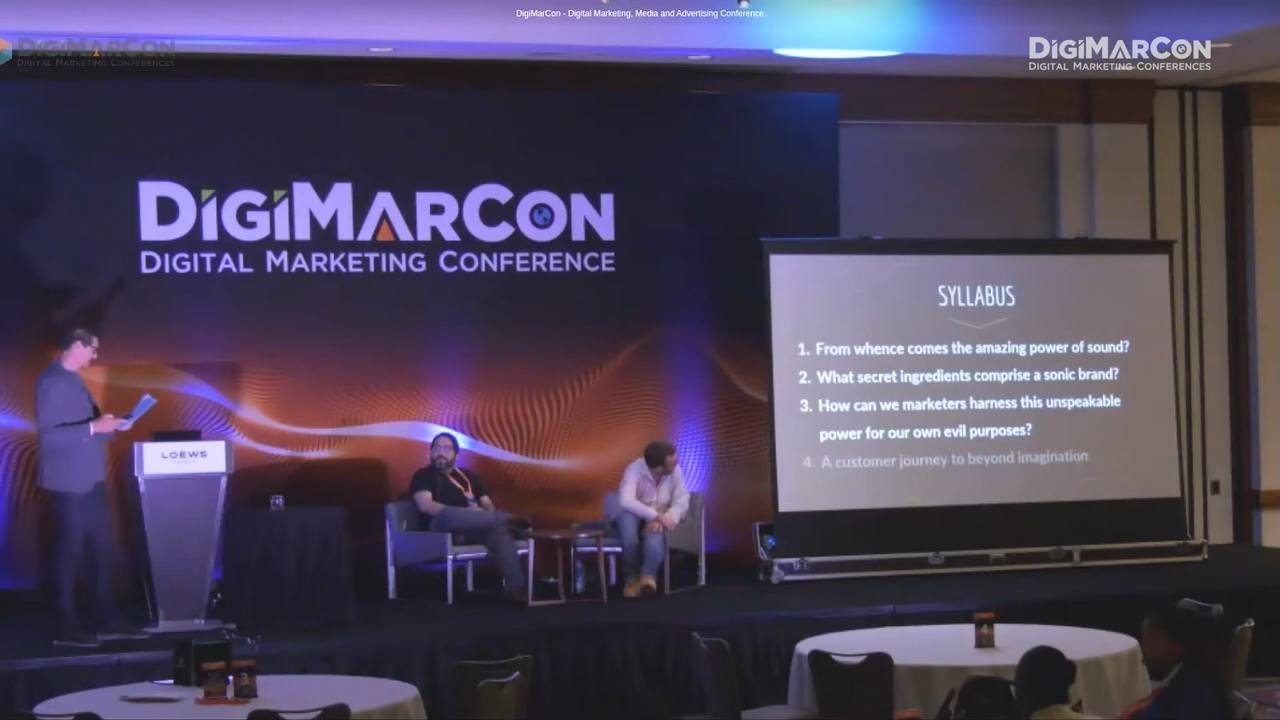 DigiMarCon - Digital Marketing, Media and Advertising Conference
DIGIMARCON
DIGITAL MARKETING CONFERENCES
DIGIMARCON
DIGITAL MARKETING CONFERENCES
DIGIMARCON
DIGITAL MARKETING CONFERENCE
SYLLABUS
1. From whence comes the amazing power of sound?
2. What secret ingredients comprise a sonic brand?
3. How can we marketers harness this unspeakable
power for our own evil purposes?
4. A customer journey to beyond imagination
LOEWS